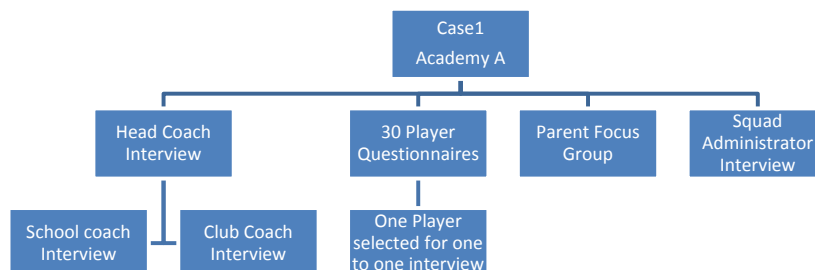 Case1
Academy A
Head Coach
Interview
30 Player
Questionnaires
Parent Focus
Group
Squad
Administrator
Interview
School coach
Interview
Club Coach
Interview
One Player
selected for one
to one interview